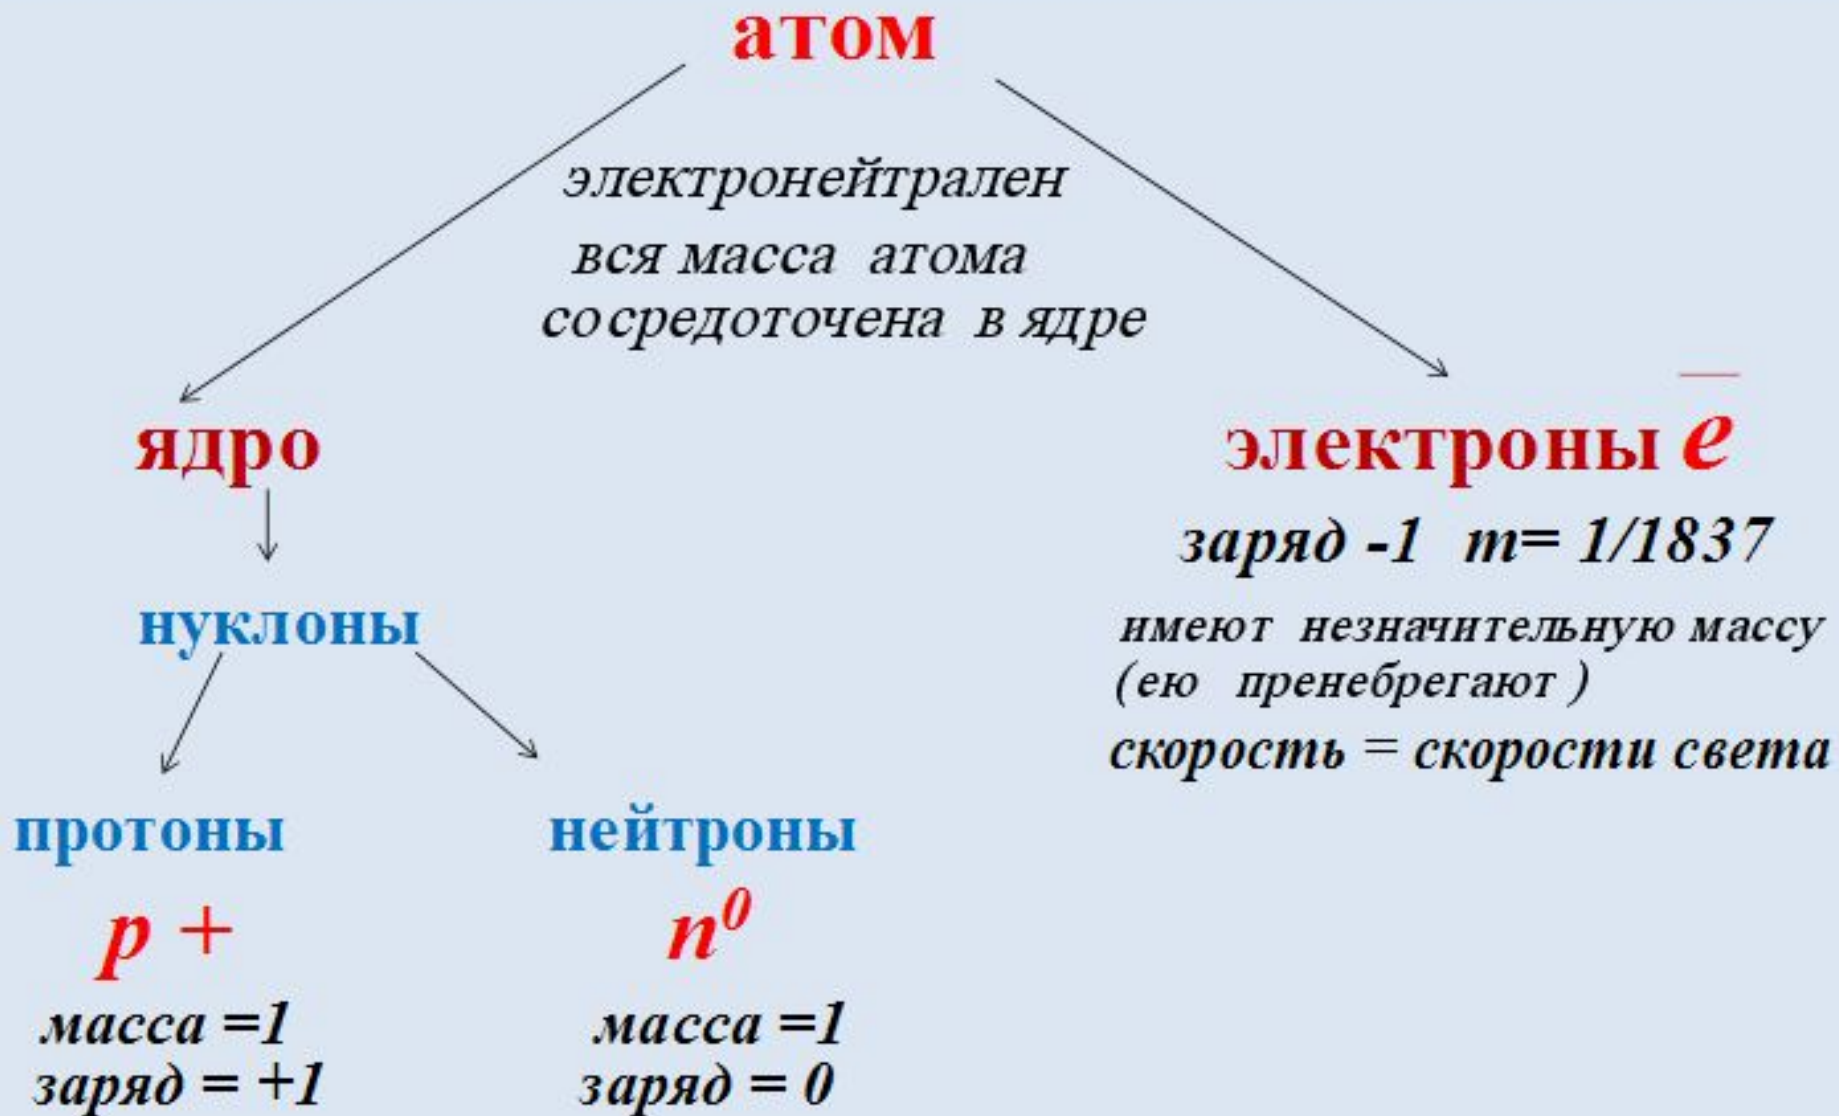 атом
электронейтрален
вся масса атома
сосредоточена в ядре
ядро
электроны e̅
заряд -1 m= 1/1837
имеют незначительную массу
(ею пренебрегают )
скорость = скорости света
нуклоны
протоны
нейтроны
p +
n⁰
масса =1
заряд = +1
масса =1
заряд = 0